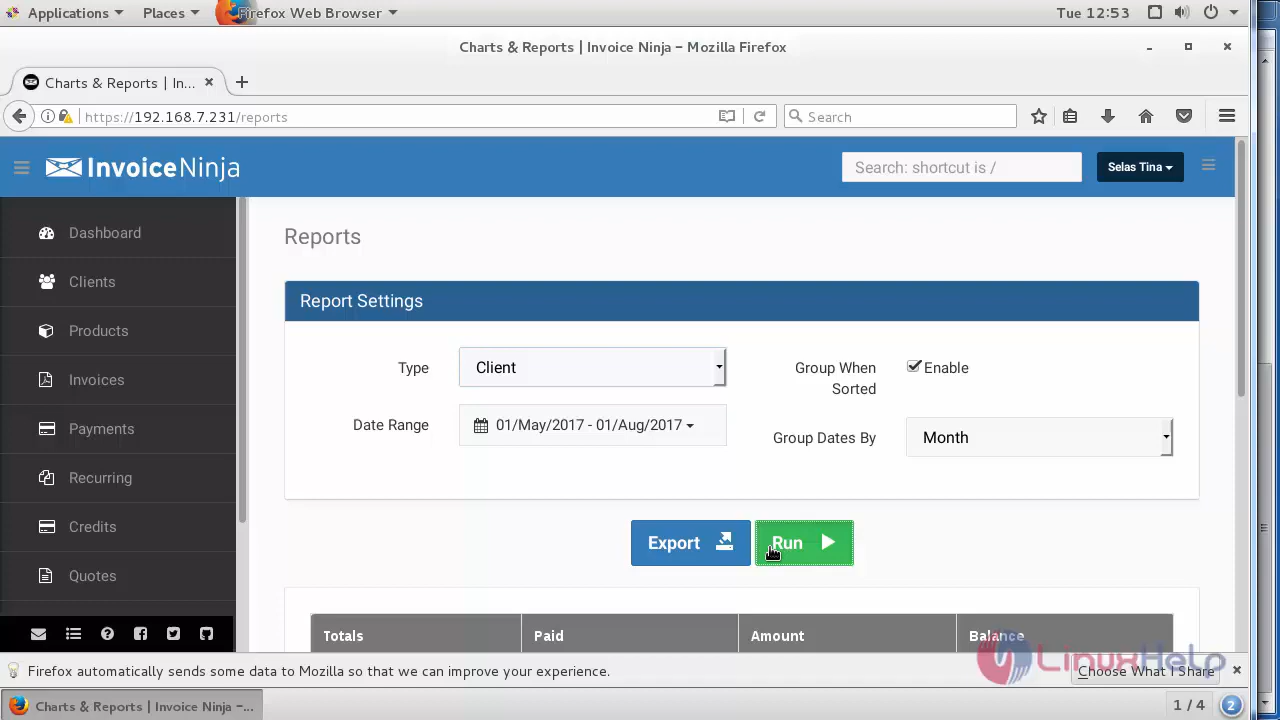 Applications Places Firefox Web Browser Tue 12:53
Charts & Reports | Invoice Ninja – Mozilla Firefox
Charts & Reports | In...
https://192.168.7.231/reports Search
InvoiceNinja Search: shortcut is / Selas Tina
Dashboard
Clients
Products
Invoices
Payments
Recurring
Credits
Quotes
Reports
Report Settings
Type Client
Group When Sorted Enable
Date Range 01/May/2017 - 01/Aug/2017
Group Dates By Month
Export Run
Totals Paid Amount Balance
Firefox automatically sends some data to Mozilla so that we can improve your experience. Choose What I Share
LinuxHelp
Charts & Reports | Invoice Ninja –... 1 / 4 2